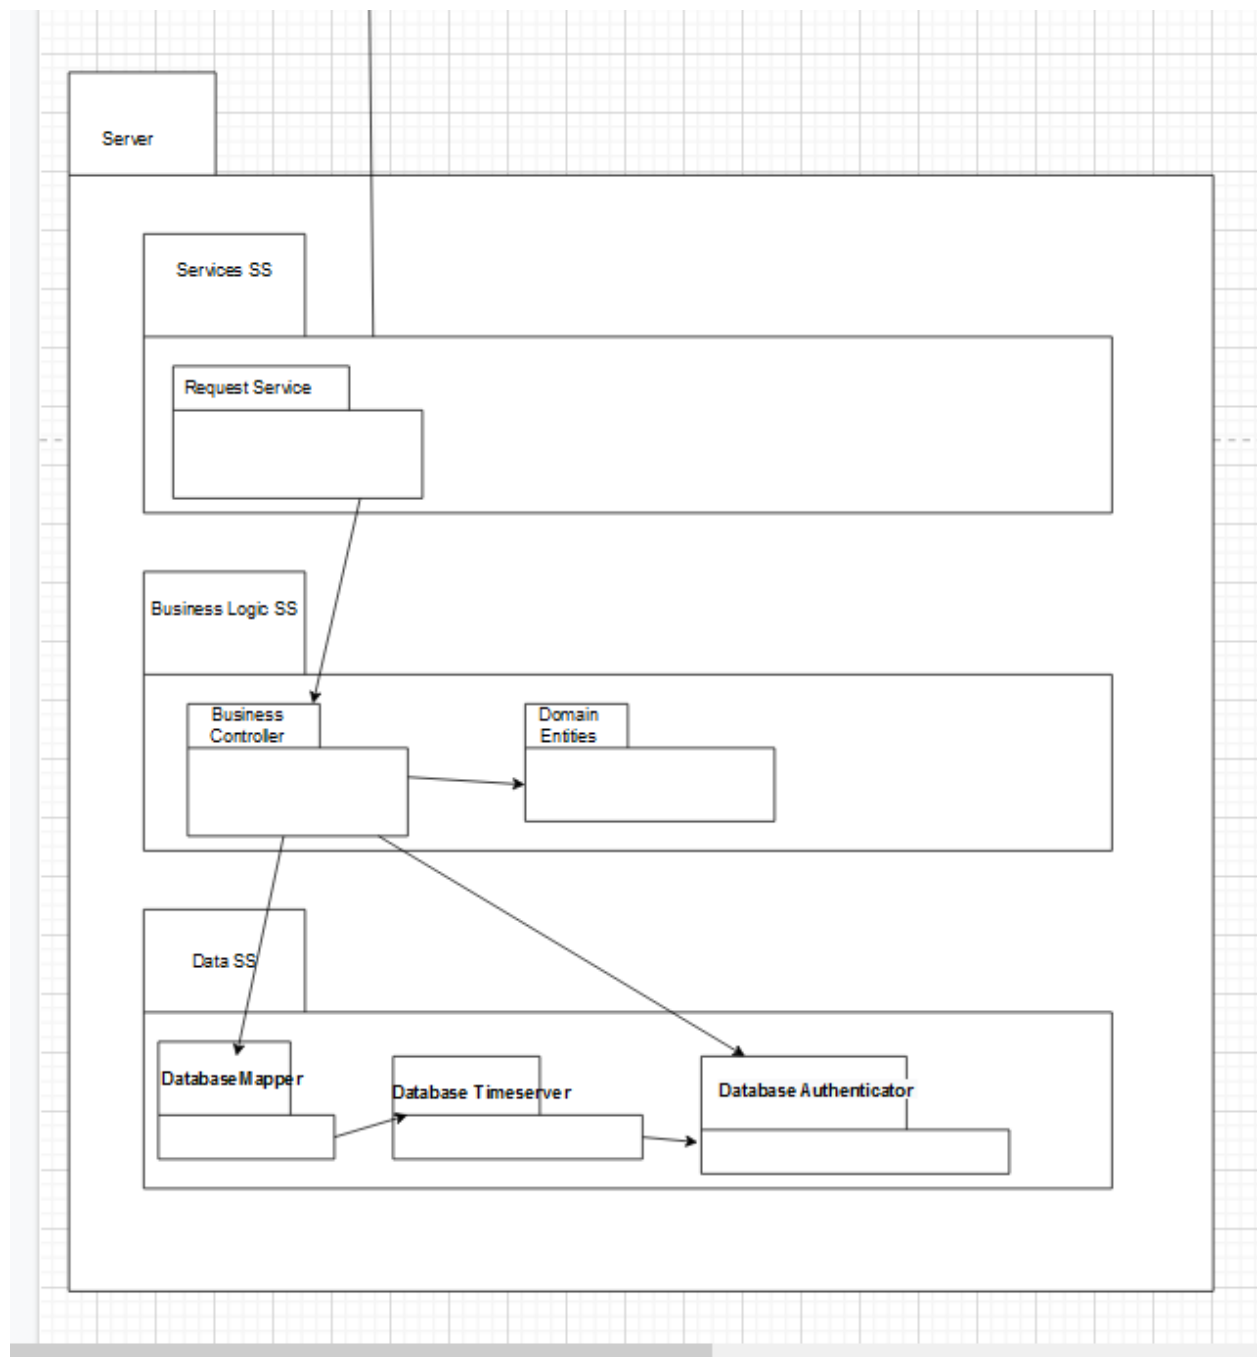 Server
Services SS
Request Service
Business Logic SS
Business
Controller
Domain
Entities
Data SS
DatabaseMapper
Database Timeserver
Database Authenticator